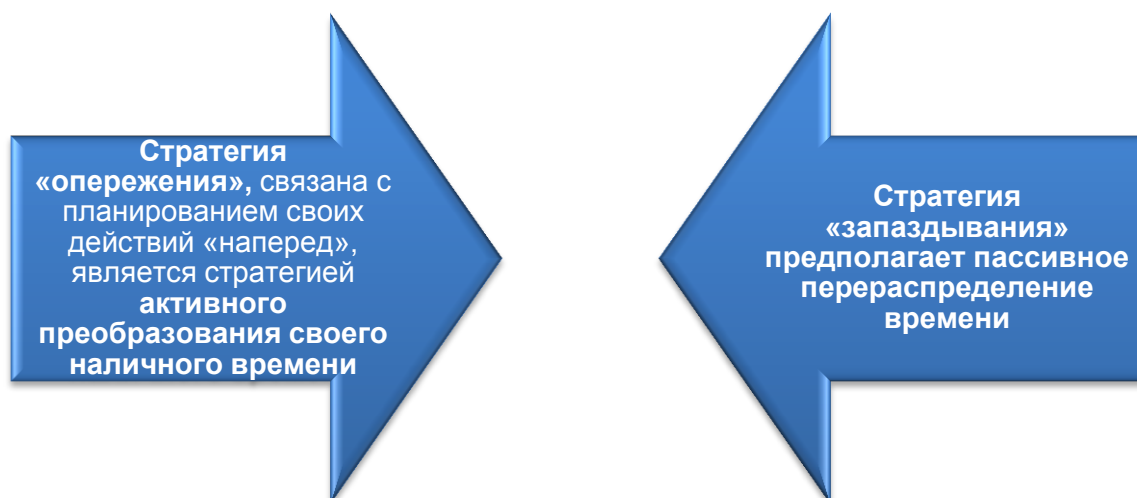 Стратегия
«опережения», связана с
планированием своих
действий «наперед»,
является стратегией
активного
преобразования своего
наличного времени
Стратегия
«запаздывания»
предполагает пассивное
перераспределение
времени